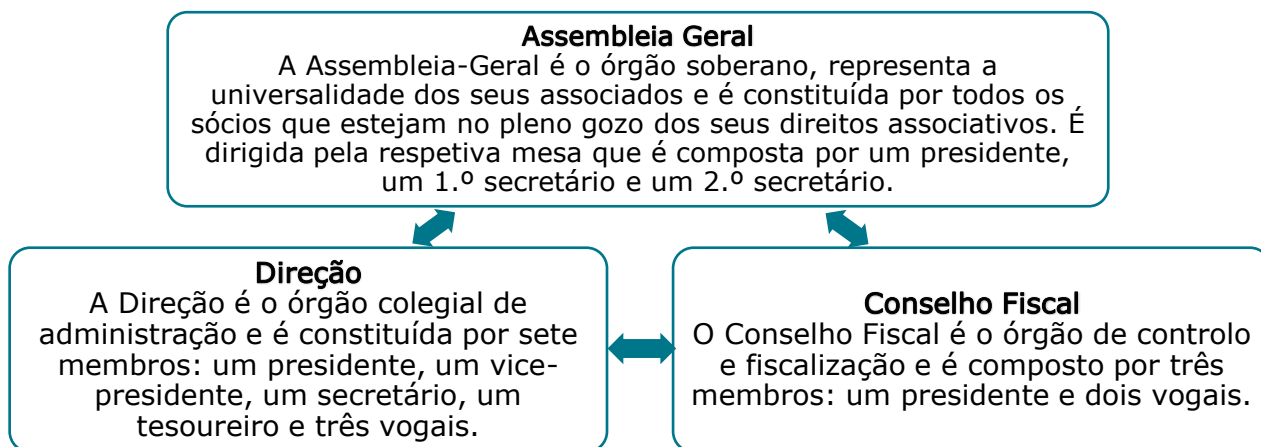 Assembleia Geral
A Assembleia-Geral é o órgão soberano, representa a
universalidade dos seus associados e é constituída por todos os
sócios que estejam no pleno gozo dos seus direitos associativos. É
dirigida pela respetiva mesa que é composta por um presidente,
um 1.º secretário e um 2.º secretário.
Direção
A Direção é o órgão colegial de
administração e é constituída por sete
membros: um presidente, um vice-
presidente, um secretário, um
tesoureiro e três vogais.
Conselho Fiscal
O Conselho Fiscal é o órgão de controlo
e fiscalização e é composto por três
membros: um presidente e dois vogais.